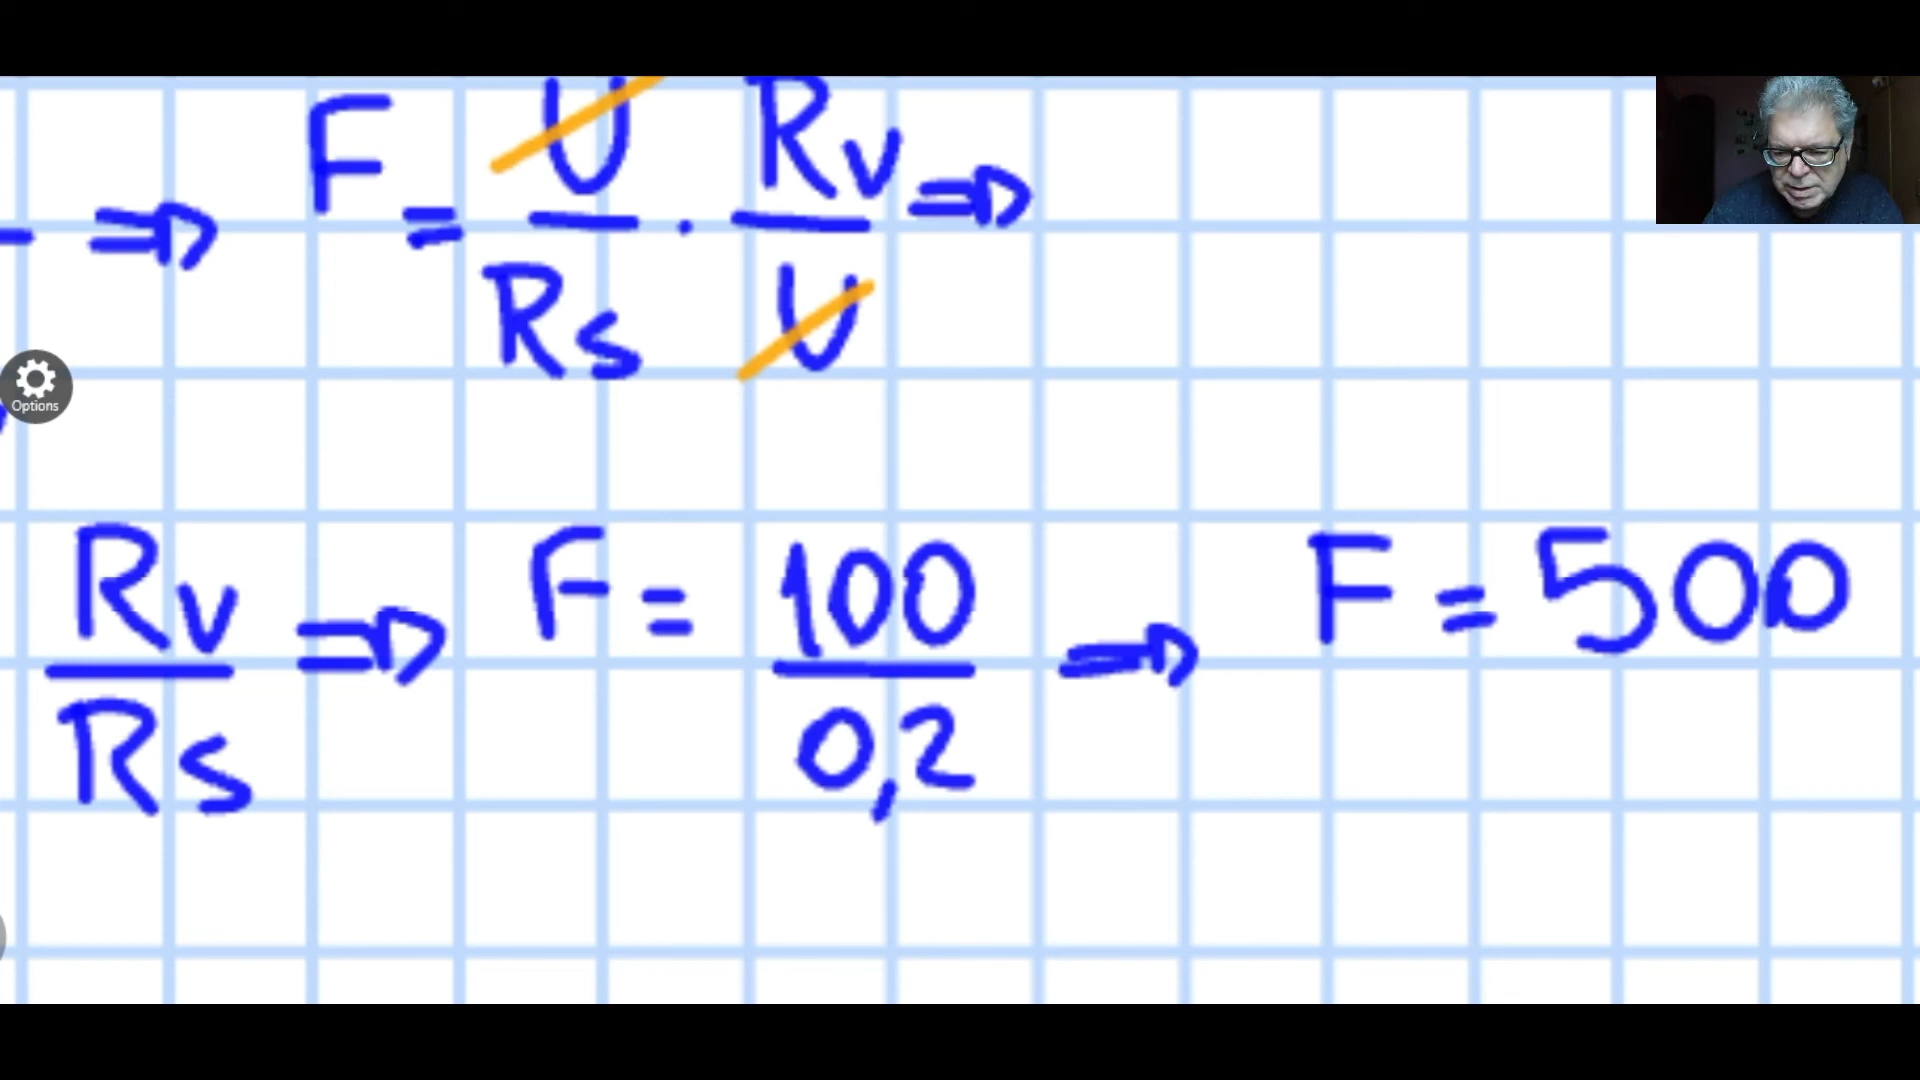 ⇒ F = U/Rs · Rv/U ⇒
Options
Rv/Rs ⇒ F = 100/0,2 ⇒ F = 500